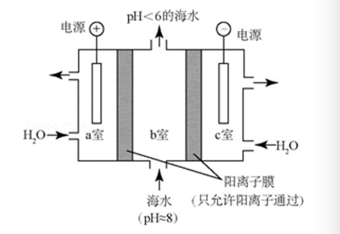 pH<6的海水
电源 + − 电源
H₂O a室 b室 c室 H₂O
海水
(pH≈8)
阳离子膜
(只允许阳离子通过)